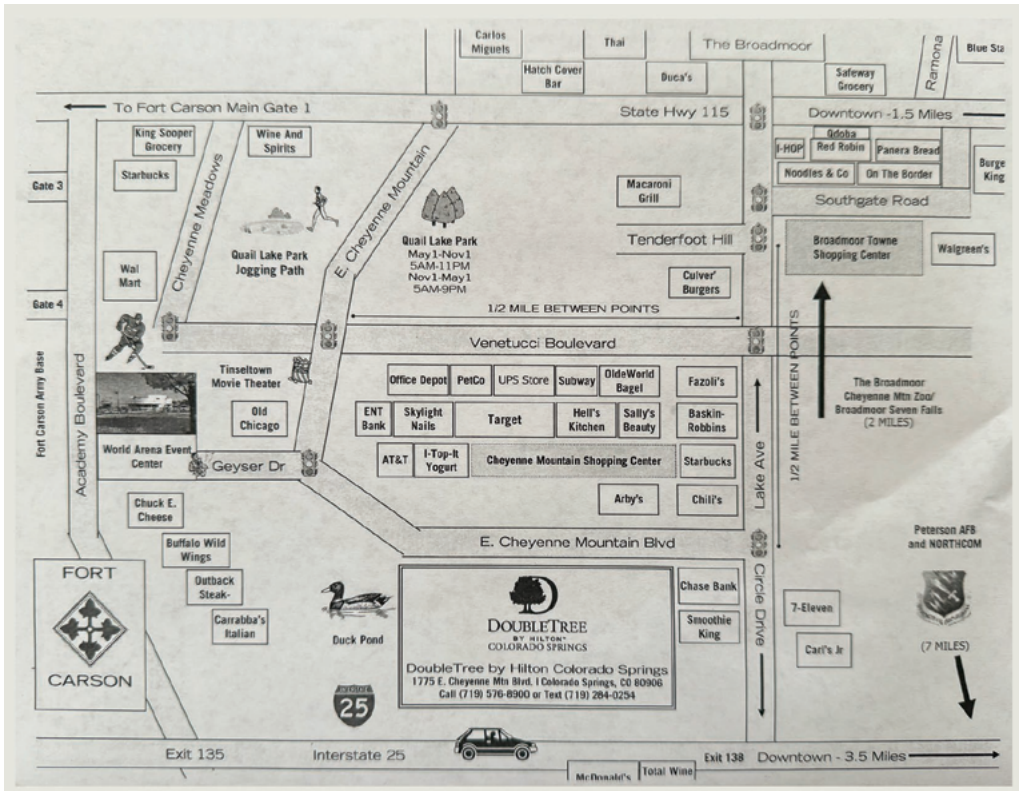 Carlos
Miguels
Thai
The Broadmoor
Hatch Cover
Bar
Duca's
Safeway
Grocery
Ramona
Blue Sta
To Fort Carson Main Gate 1
State Hwy 115
Downtown -1.5 Miles
King Sooper
Grocery
Wine And
Spirits
Starbucks
Cheyenne Meadows
E. Cheyenne Mountain
I-HOP
Qdoba
Red Robin
Panera Bread
Noodles & Co
On The Border
Burge
King
Gate 3
Macaroni
Grill
Southgate Road
Quail Lake Park
Jogging Path
Quail Lake Park
May1-Nov1
5AM-11PM
Nov1-May1
5AM-9PM
Tenderfoot Hill
Broadmoor Towne
Shopping Center
Walgreen's
Wal
Mart
Culver'
Burgers
Gate 4
1/2 MILE BETWEEN POINTS
Venetucci Boulevard
Fort Carson Army Base
Academy Boulevard
Tinseltown
Movie Theater
Old
Chicago
World Arena Event
Center
Geyser Dr
Office Depot
PetCo
UPS Store
Subway
OldeWorld
Bagel
Fazoli's
ENT
Bank
Skylight
Nails
Target
Hell's
Kitchen
Sally's
Beauty
Baskin-
Robbins
AT&T
I-Top-It
Yogurt
Cheyenne Mountain Shopping Center
Starbucks
Arby's
Chili's
Lake Ave
1/2 MILE BETWEEN POINTS
The Broadmoor
Cheyenne Mtn Zoo/
Broadmoor Seven Falls
(2 MILES)
E. Cheyenne Mountain Blvd
Chuck E.
Cheese
Buffalo Wild
Wings
Outback
Steak-
Carrabba's
Italian
FORT
CARSON
Duck Pond
DOUBLETREE
BY HILTON™
COLORADO SPRINGS
DoubleTree by Hilton Colorado Springs
1775 E. Cheyenne Mtn Blvd. I Colorado Springs, CO 80906
Call (719) 576-8900 or Text (719) 284-0254
Chase Bank
Smoothie
King
Circle Drive
7-Eleven
Carl's Jr
Peterson AFB
and NORTHCOM
(7 MILES)
25
Exit 135
Interstate 25
Exit 138
Downtown - 3.5 Miles
McDonald's
Total Wine